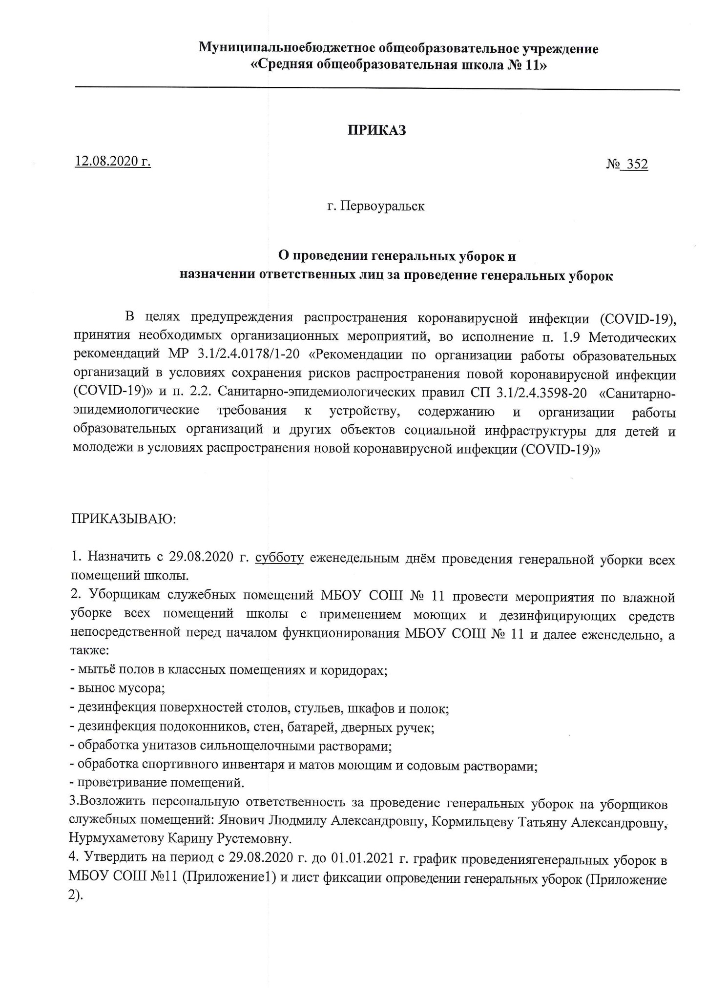 Муниципальноебюджетное общеобразовательное учреждение
«Средняя общеобразовательная школа № 11»
ПРИКАЗ
12.08.2020 г. № 352
г. Первоуральск
О проведении генеральных уборок и
назначении ответственных лиц за проведение генеральных уборок
В целях предупреждения распространения коронавирусной инфекции (COVID-19),
принятия необходимых организационных мероприятий, во исполнение п. 1.9 Методических
рекомендаций МР 3.1/2.4.0178/1-20 «Рекомендации по организации работы образовательных
организаций в условиях сохранения рисков распространения повой коронавирусной инфекции
(COVID-19)» и п. 2.2. Санитарно-эпидемиологических правил СП 3.1/2.4.3598-20 «Санитарно-
эпидемиологические требования к устройству, содержанию и организации работы
образовательных организаций и других объектов социальной инфраструктуры для детей и
молодежи в условиях распространения новой коронавирусной инфекции (COVID-19)»
ПРИКАЗЫВАЮ:
1. Назначить с 29.08.2020 г. субботу еженедельным днём проведения генеральной уборки всех
помещений школы.
2. Уборщикам служебных помещений МБОУ СОШ № 11 провести мероприятия по влажной
уборке всех помещений школы с применением моющих и дезинфицирующих средств
непосредственной перед началом функционирования МБОУ СОШ № 11 и далее еженедельно, а
также:
- мытьё полов в классных помещениях и коридорах;
- вынос мусора;
- дезинфекция поверхностей столов, стульев, шкафов и полок;
- дезинфекция подоконников, стен, батарей, дверных ручек;
- обработка унитазов сильнощелочными растворами;
- обработка спортивного инвентаря и матов моющим и содовым растворами;
- проветривание помещений.
3.Возложить персональную ответственность за проведение генеральных уборок на уборщиков
служебных помещений: Янович Людмилу Александровну, Кормильцеву Татьяну Александровну,
Нурмухаметову Карину Рустемовну.
4. Утвердить на период с 29.08.2020 г. до 01.01.2021 г. график проведениягенеральных уборок в
МБОУ СОШ №11 (Приложение1) и лист фиксации опроведении генеральных уборок (Приложение
2).